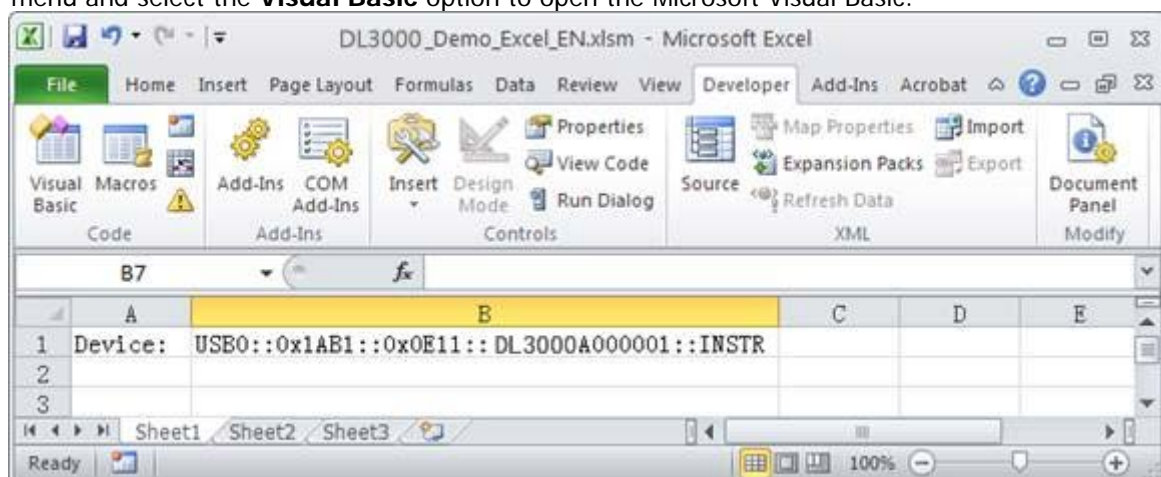 menu and select the Visual Basic option to open the Microsoft Visual Basic.
DL3000_Demo_Excel_EN.xlsm - Microsoft Excel
File Home Insert Page Layout Formulas Data Review View Developer Add-Ins Acrobat
Properties Map Properties Import
View Code Expansion Packs Export
Visual Basic Macros Add-Ins COM Add-Ins Insert Design Mode Run Dialog Source Refresh Data Document Panel
Code Add-Ins Controls XML Modify
B7 fx
A B C D E
1 Device: USB0::0x1AB1::0x0E11::DL3000A000001::INSTR
2
3
Sheet1 Sheet2 Sheet3
Ready 100%